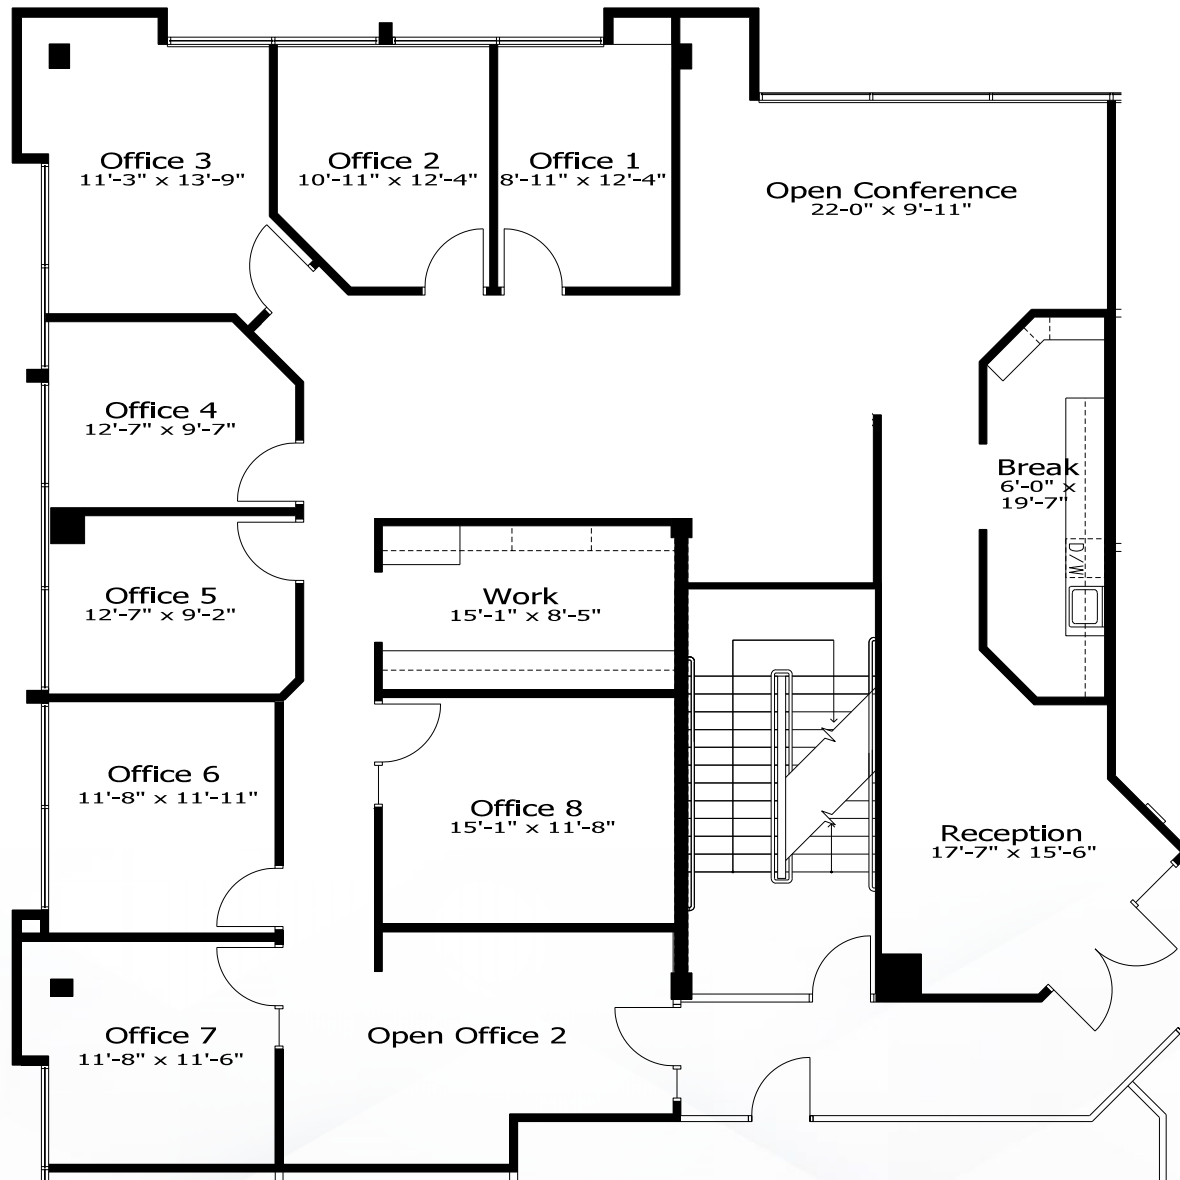 Office 3
11'-3" x 13'-9"
Office 2
10'-11" x 12'-4"
Office 1
8'-11" x 12'-4"
Open Conference
22-0" x 9'-11"
Office 4
12'-7" x 9'-7"
Break
6'-0" x
19'-7"
D/W
Office 5
12'-7" x 9'-2"
Work
15'-1" x 8'-5"
Office 6
11'-8" x 11'-11"
Office 8
15'-1" x 11'-8"
Reception
17'-7" x 15'-6"
Office 7
11'-8" x 11'-6"
Open Office 2